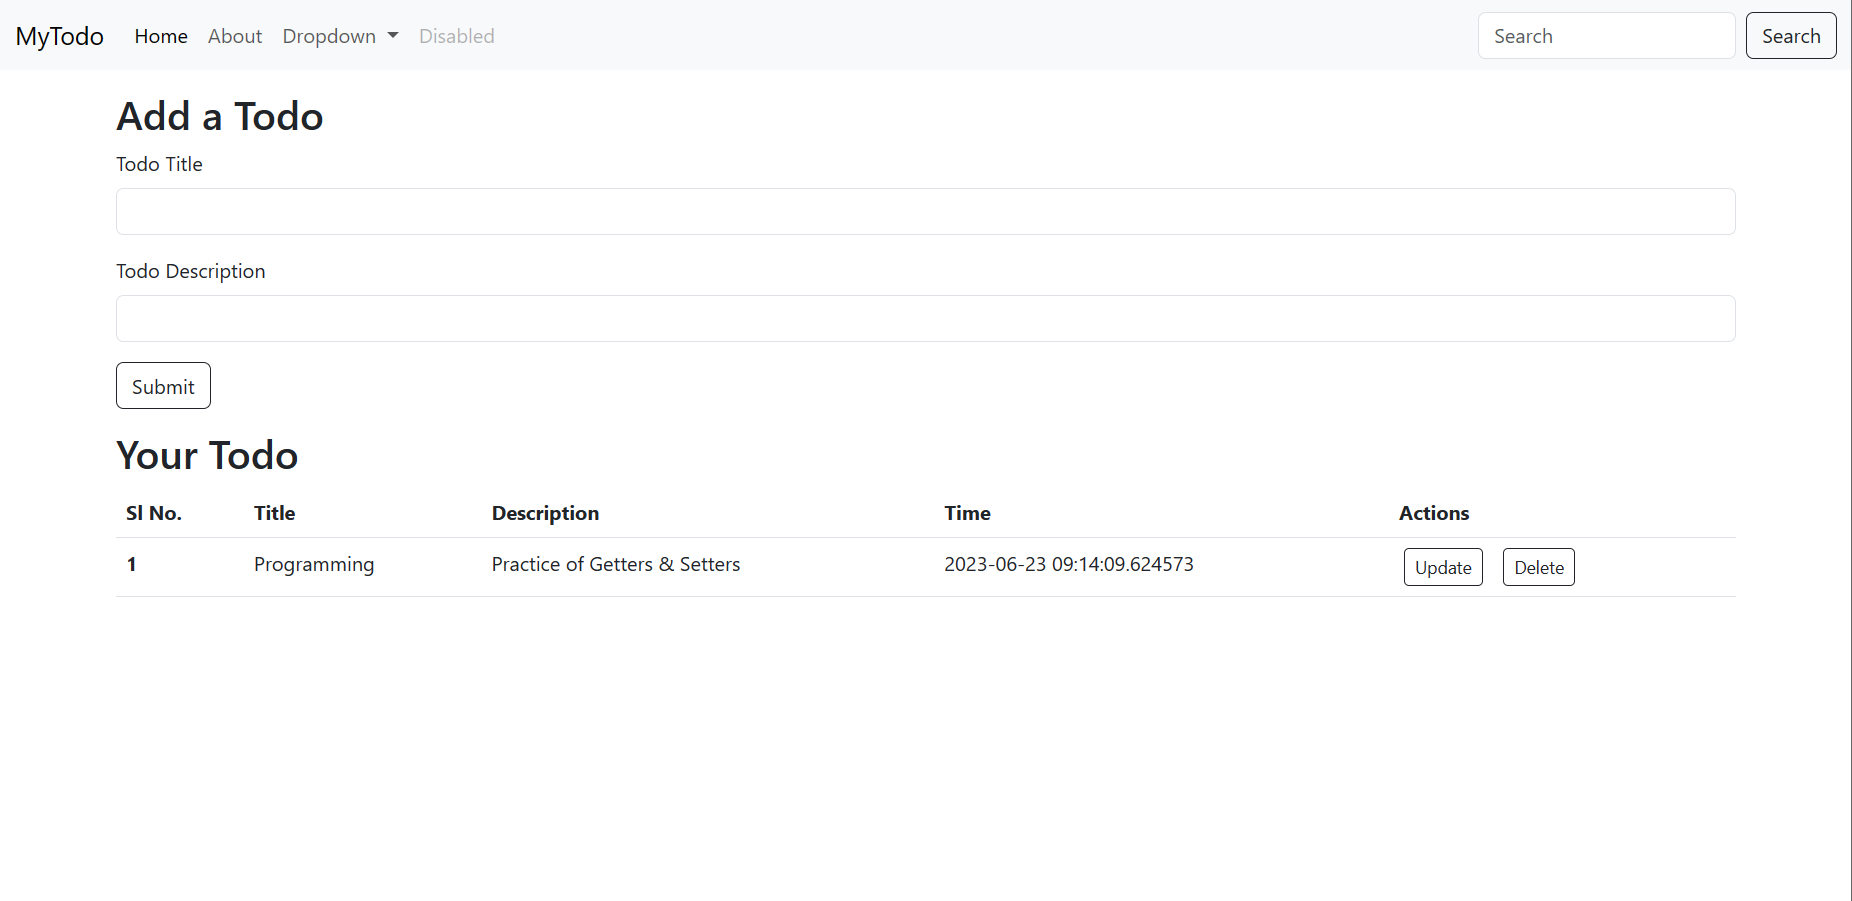 MyTodo Home About Dropdown Disabled Search Search
Add a Todo
Todo Title
Todo Description
Submit
Your Todo
Sl No. Title Description Time Actions
1 Programming Practice of Getters & Setters 2023-06-23 09:14:09.624573 Update Delete